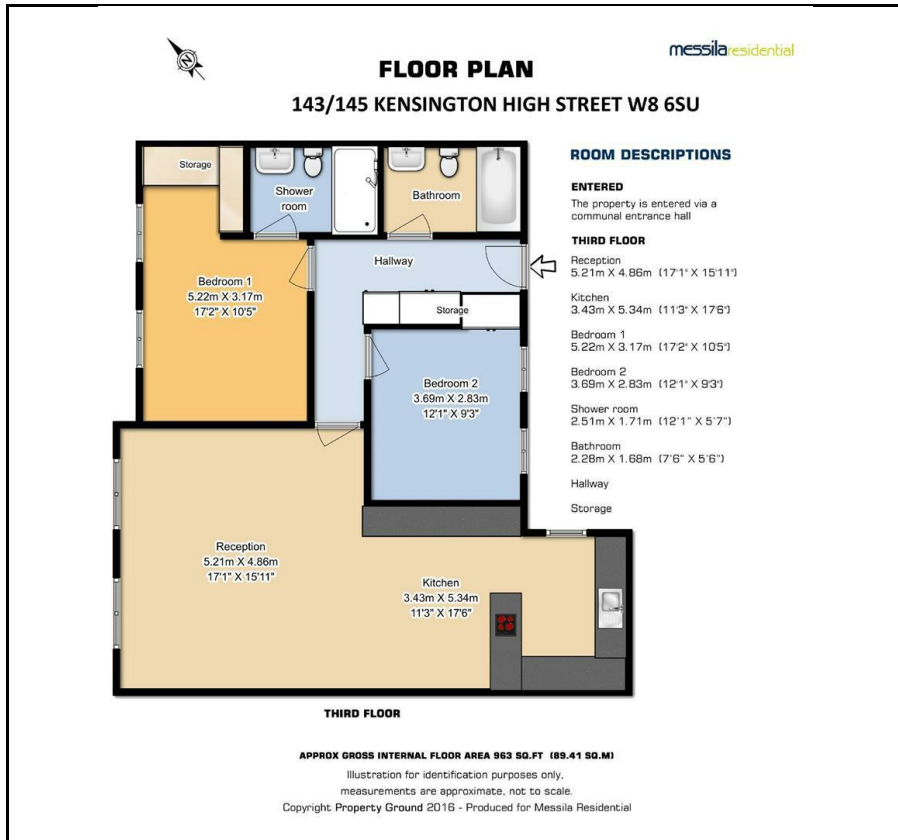 N
messilaresidential
FLOOR PLAN
143/145 KENSINGTON HIGH STREET W8 6SU
Storage
Shower
room
Bathroom
Hallway
Bedroom 1
5.22m X 3.17m
17'2" X 10'5"
Storage
Bedroom 2
3.69m X 2.83m
12'1" X 9'3"
Reception
5.21m X 4.86m
17'1" X 15'11"
Kitchen
3.43m X 5.34m
11'3" X 17'6"
THIRD FLOOR
ROOM DESCRIPTIONS
ENTERED
The property is entered via a
communal entrance hall
THIRD FLOOR
Reception
5.21m X 4.86m (17'1" X 15'11")
Kitchen
3.43m X 5.34m (11'3" X 17'6")
Bedroom 1
5.22m X 3.17m (17'2" X 10'5")
Bedroom 2
3.69m X 2.83m (12'1" X 9'3")
Shower room
2.51m X 1.71m (12'1" X 5'7")
Bathroom
2.28m X 1.68m (7'6" X 5'6")
Hallway
Storage
APPROX GROSS INTERNAL FLOOR AREA 963 SQ.FT (89.41 SQ.M)
Illustration for identification purposes only,
measurements are approximate, not to scale.
Copyright Property Ground 2016 - Produced for Messila Residential